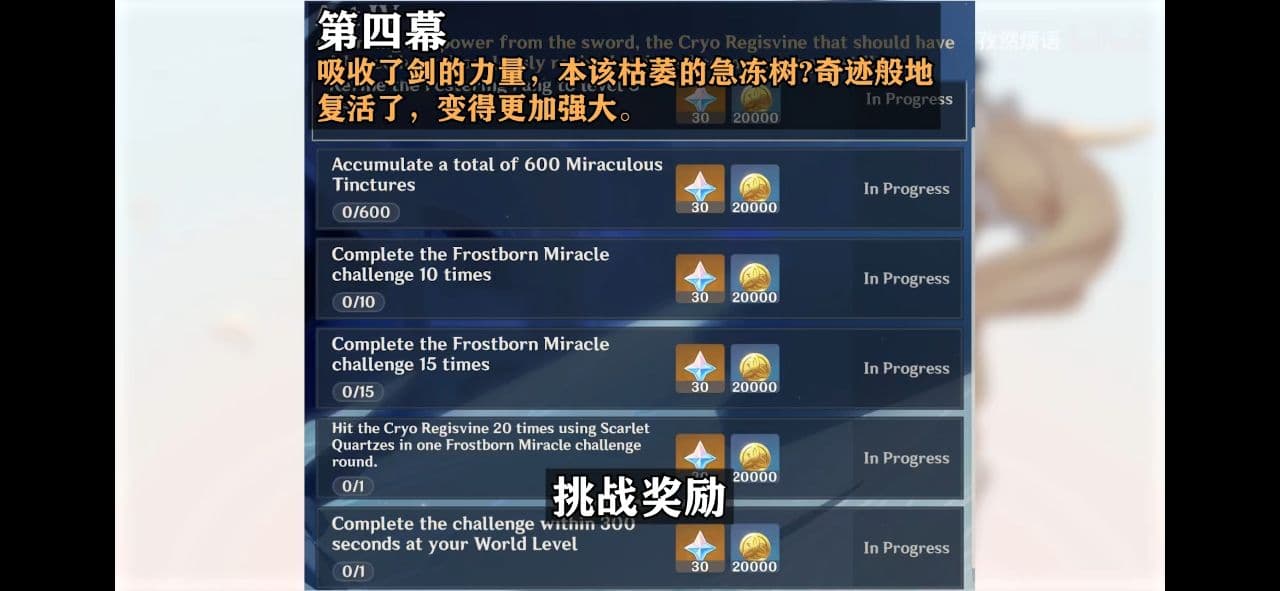 第四幕
power from the sword, the Cryo Regisvine that should have
吸收了剑的力量，本该枯萎的急冻树?奇迹般地
复活了，变得更加强大。
In Progress
30
20000
Accumulate a total of 600 Miraculous
Tinctures
0/600
30
20000
In Progress
Complete the Frostborn Miracle
challenge 10 times
0/10
30
20000
In Progress
Complete the Frostborn Miracle
challenge 15 times
0/15
30
20000
In Progress
Hit the Cryo Regisvine 20 times using Scarlet
Quartzes in one Frostborn Miracle challenge
round.
0/1
30
20000
In Progress
挑战奖励
Complete the challenge within 300
seconds at your World Level
0/1
30
20000
In Progress